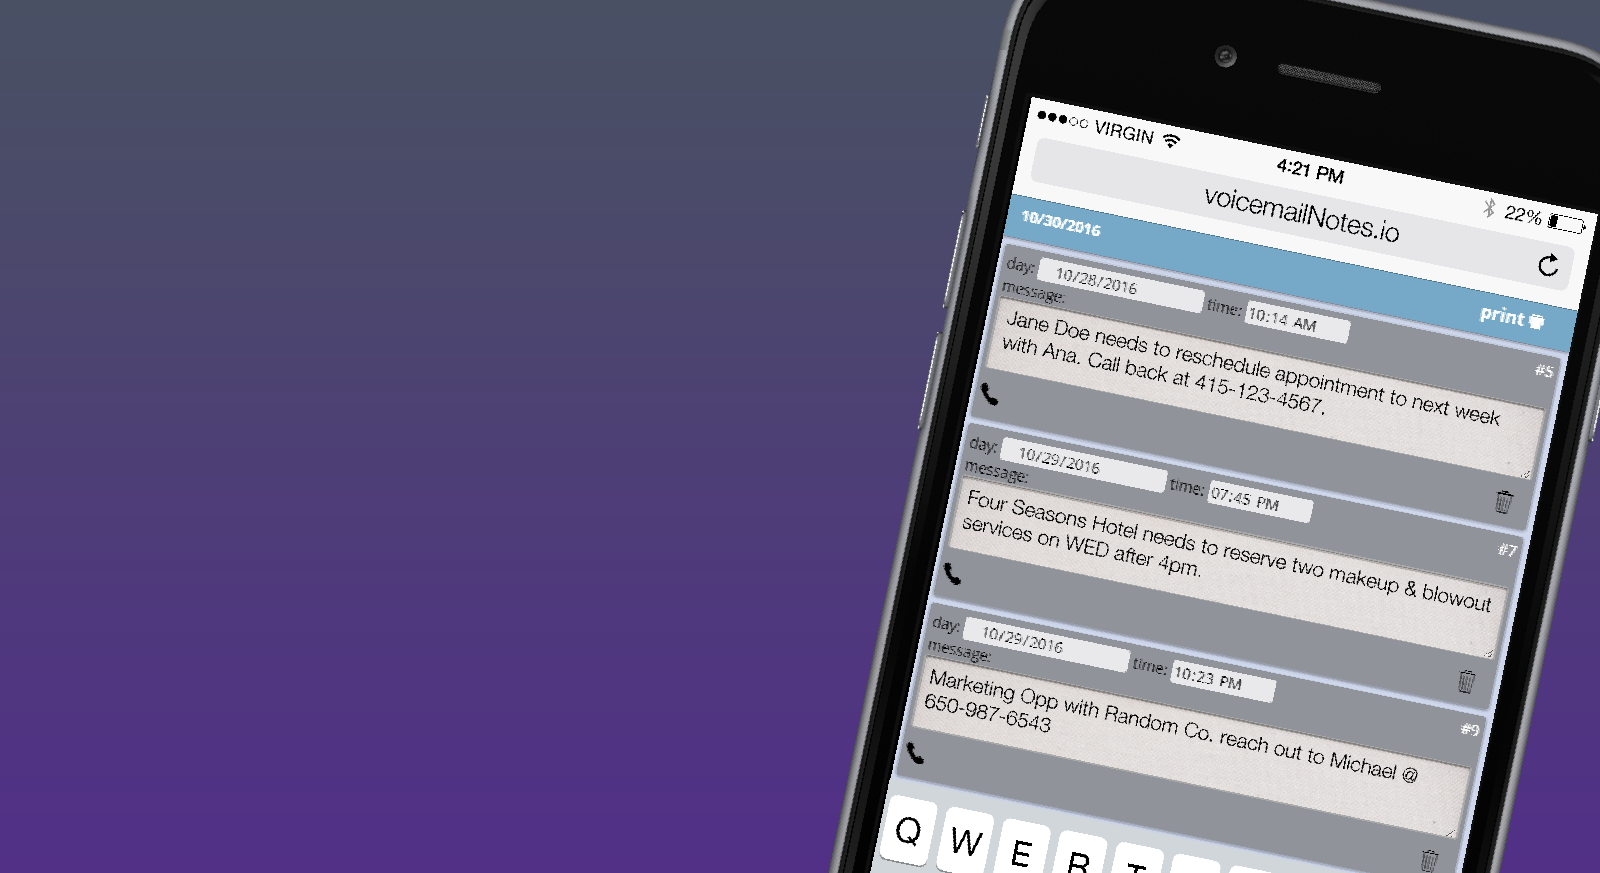 VIRGIN
4:21 PM
22%
voicemailNotes.io
10/30/2016
print
#5
day: 10/28/2016 time: 10:14 AM
message:
Jane Doe needs to reschedule appointment to next week
with Ana. Call back at 415-123-4567.
#7
day: 10/29/2016 time: 07:45 PM
message:
Four Seasons Hotel needs to reserve two makeup & blowout
services on WED after 4pm.
#9
day: 10/29/2016 time: 10:23 PM
message:
Marketing Opp with Random Co. reach out to Michael @
650-987-6543
Q W E R T